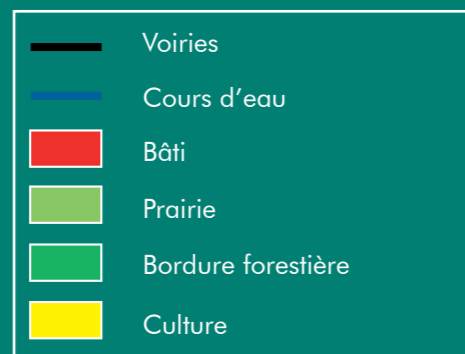 Voiries
Cours d’eau
Bâti
Prairie
Bordure forestière
Culture